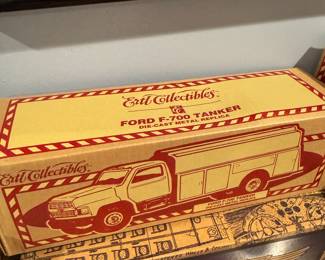 Ertl Collectibles
FORD F-700 TANKER
DIE-CAST METAL REPLICA
Ertl Collectibles